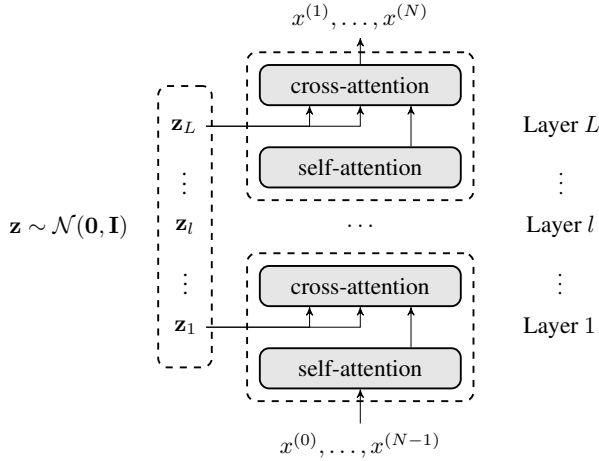 x^{(1)}, . . . , x^{(N)}
cross-attention
z_L
Layer L
self-attention
⋮ ⋮
z ∼ N(0, I) z_l · · · Layer l
⋮ ⋮
cross-attention
z_1
Layer 1
self-attention
x^{(0)}, . . . , x^{(N−1)}